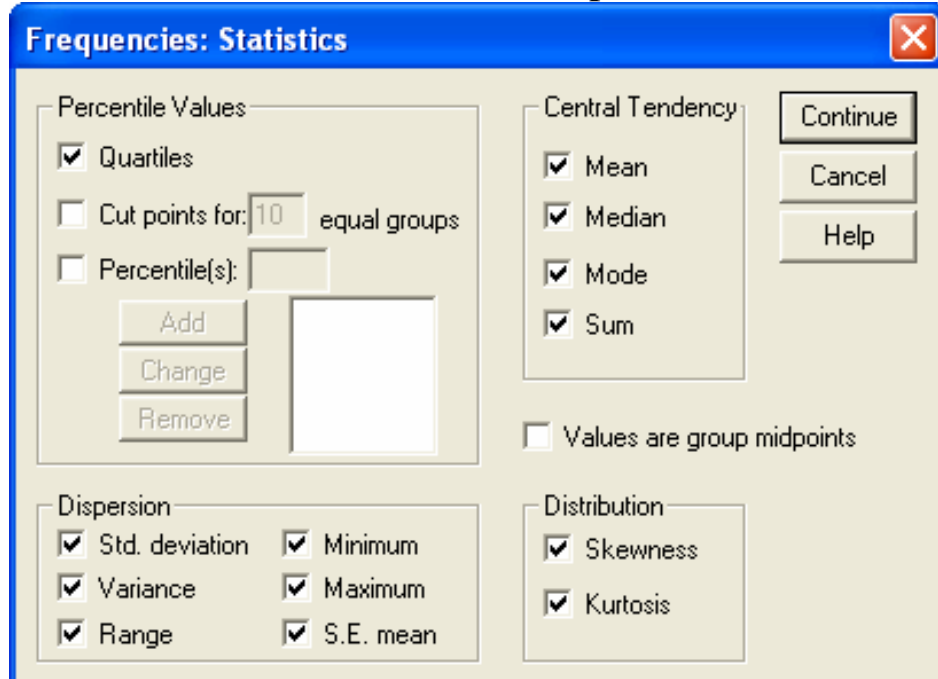 Frequencies: Statistics
Percentile Values
Quartiles
Cut points for: 10 equal groups
Percentile(s):
Add
Change
Remove
Central Tendency
Mean
Median
Mode
Sum
Continue
Cancel
Help
Values are group midpoints
Dispersion
Std. deviation
Minimum
Variance
Maximum
Range
S.E. mean
Distribution
Skewness
Kurtosis